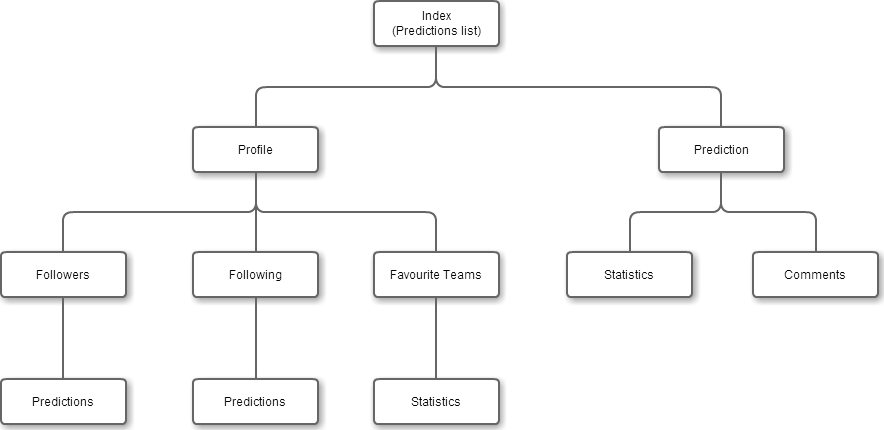 Index
(Predictions list)
Profile
Prediction
Followers
Following
Favourite Teams
Statistics
Comments
Predictions
Predictions
Statistics